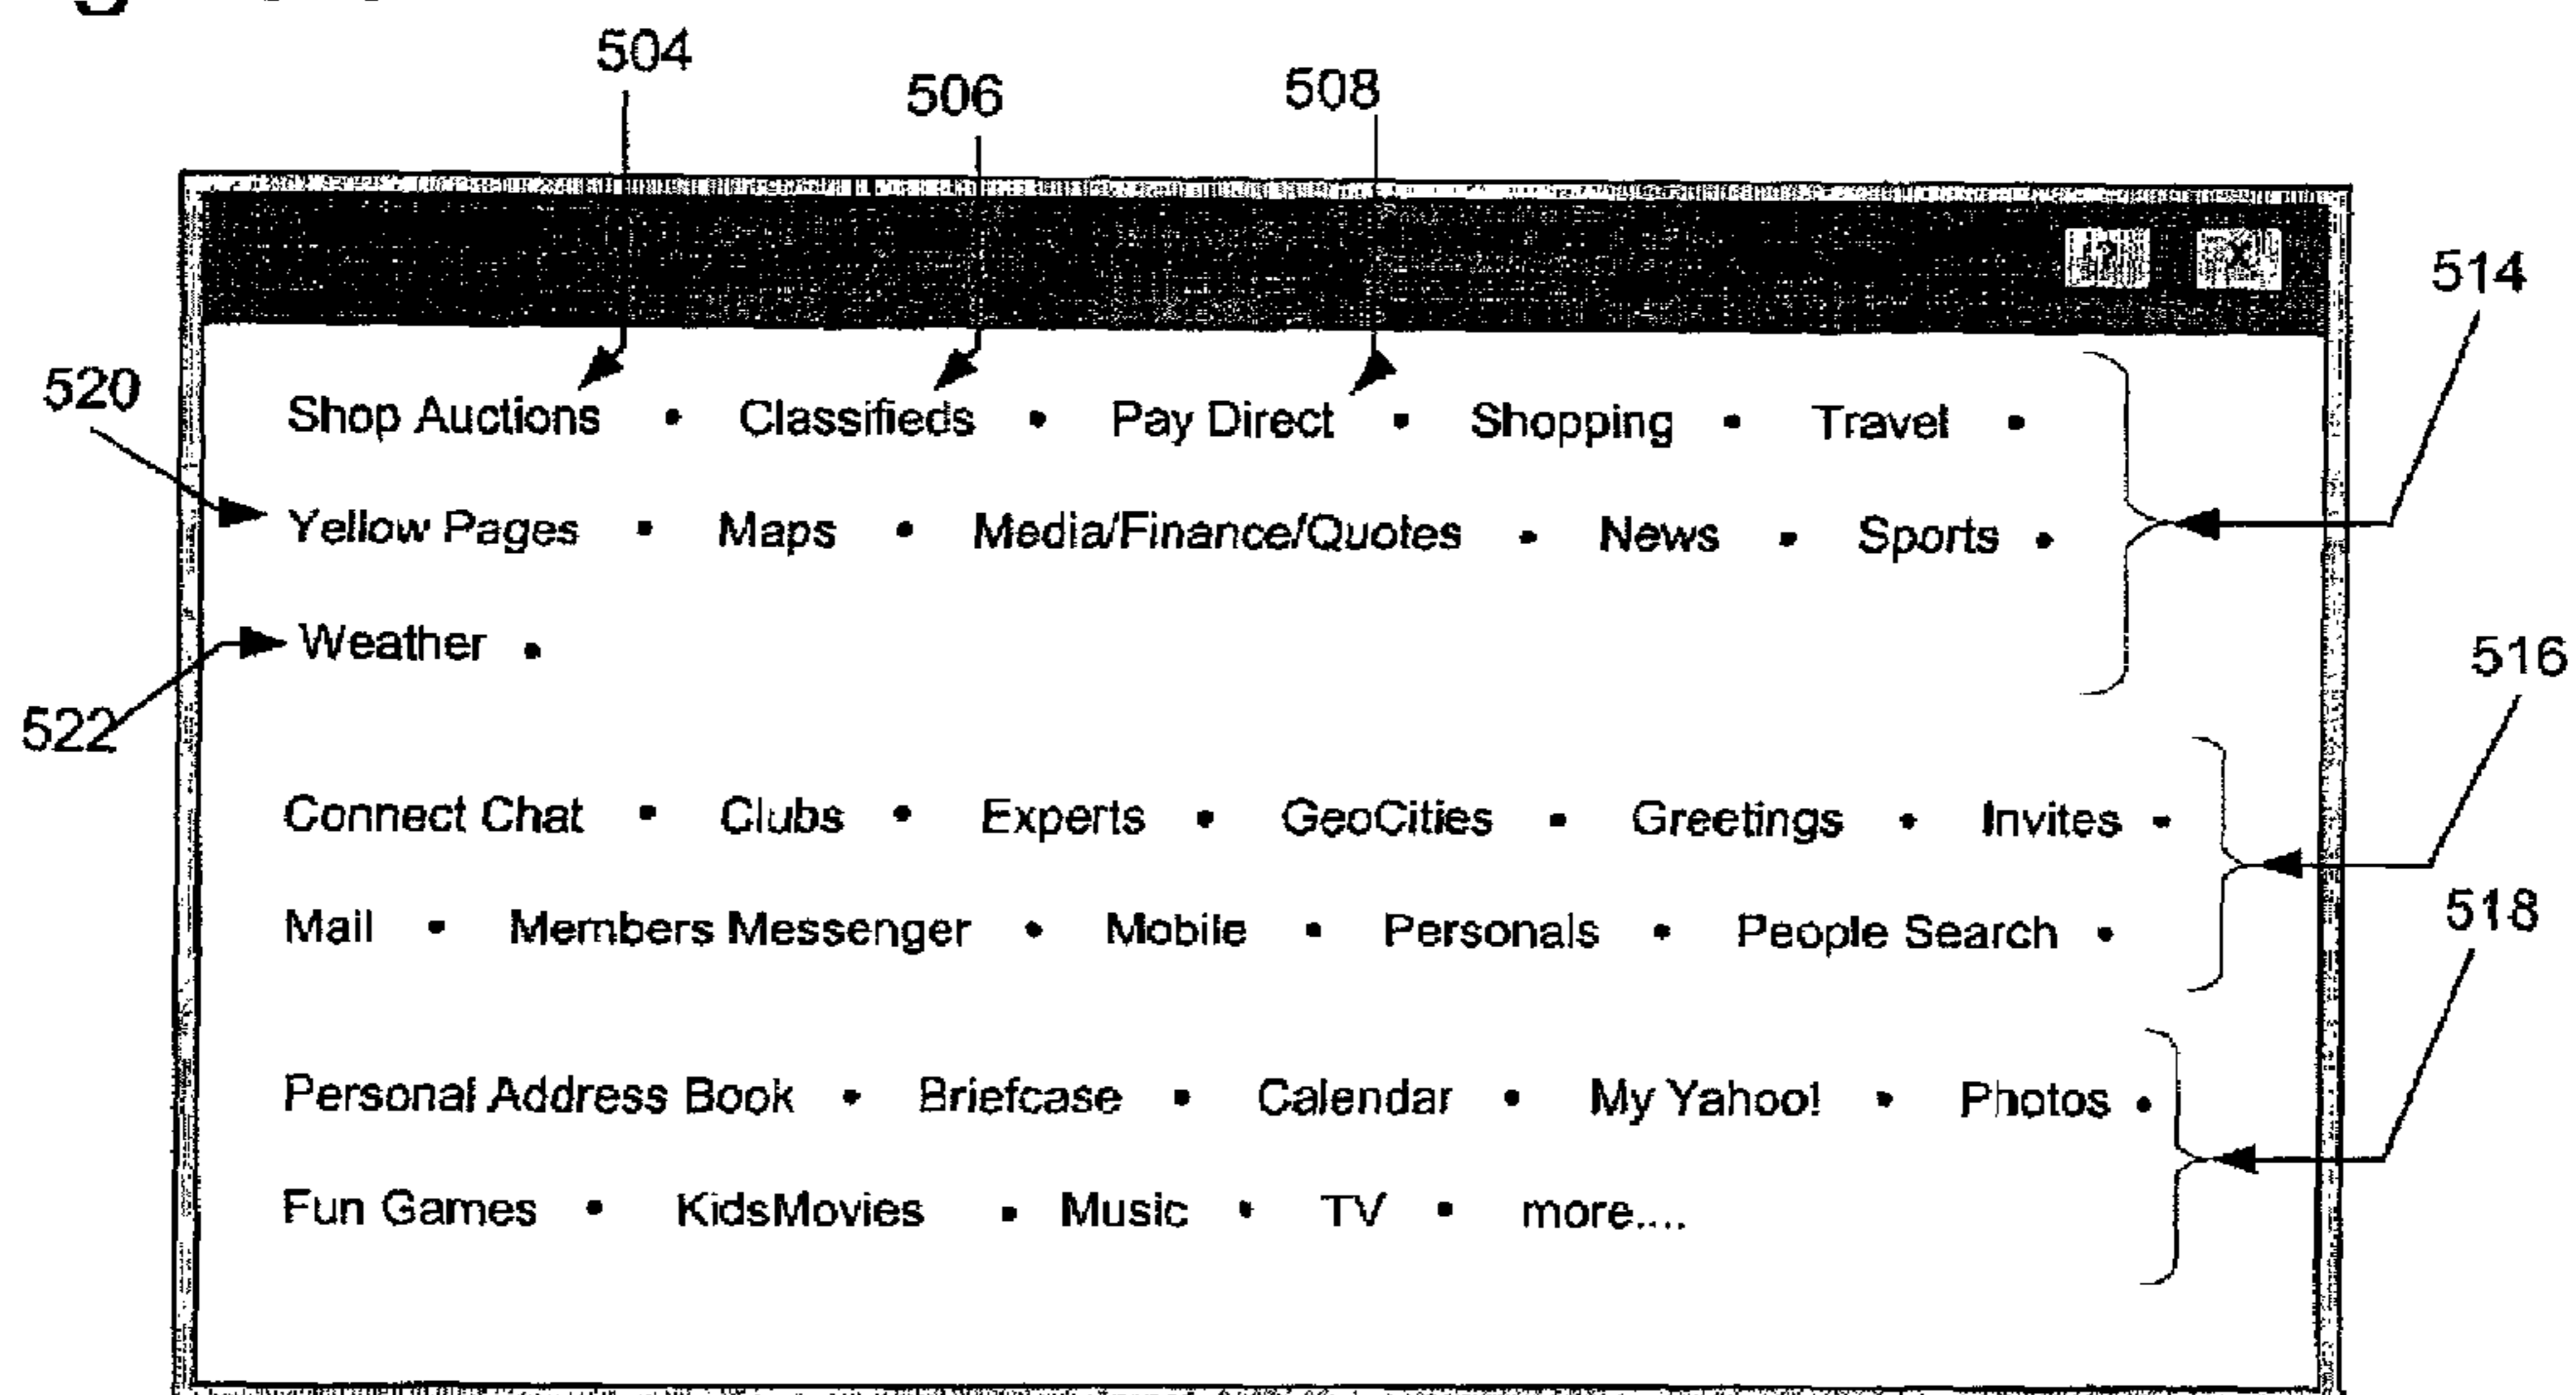 504
506
508
? X
514
520
Shop Auctions • Classifieds • Pay Direct • Shopping • Travel •
Yellow Pages • Maps • Media/Finance/Quotes • News • Sports •
Weather •
516
522
Connect Chat • Clubs • Experts • GeoCities • Greetings • Invites •
518
Mail • Members Messenger • Mobile • Personals • People Search •
Personal Address Book • Briefcase • Calendar • My Yahoo! • Photos •
Fun Games • KidsMovies • Music • TV • more....